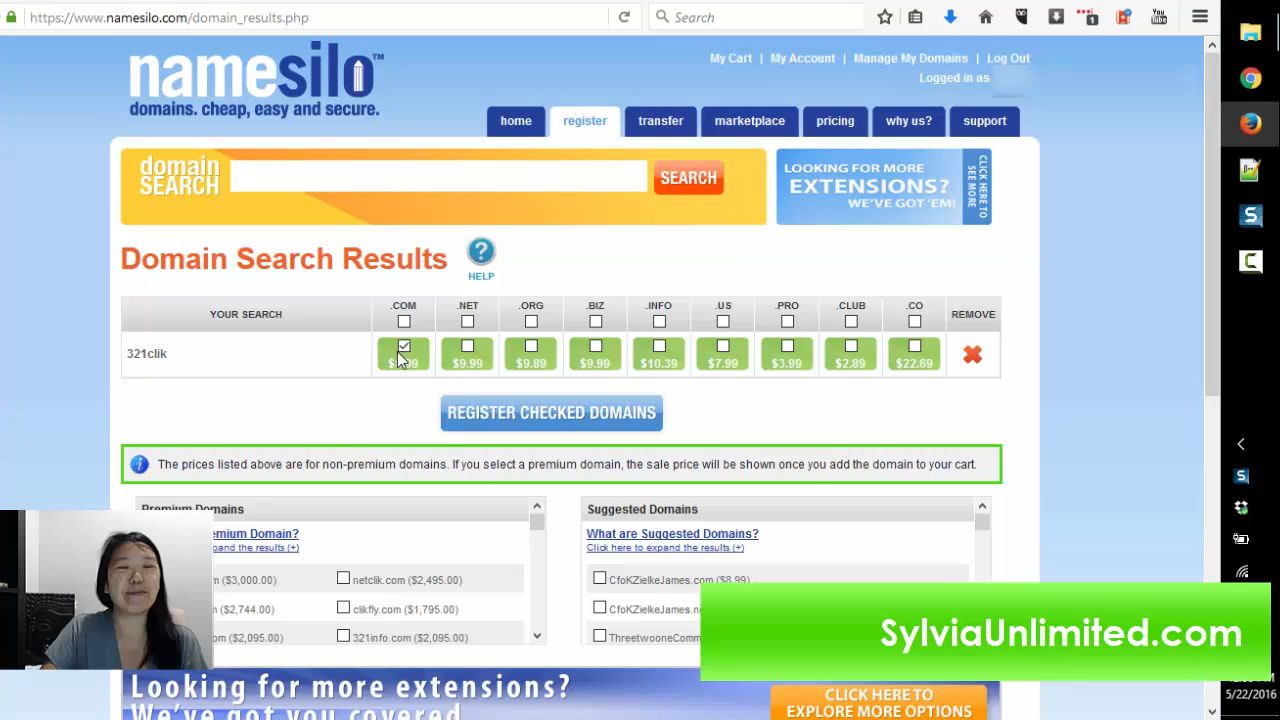 https://www.namesilo.com/domain_results.php
Search
You
Tube
namesilo™
domains. cheap, easy and secure.
My Cart | My Account | Manage My Domains | Log Out
Logged in as
home
register
transfer
marketplace
pricing
why us?
support
domain
SEARCH
SEARCH
LOOKING FOR MORE
EXTENSIONS?
WE'VE GOT 'EM!
CLICK HERE TO
SEE MORE
Domain Search Results
?
HELP
YOUR SEARCH .COM .NET .ORG .BIZ .INFO .US .PRO .CLUB .CO REMOVE
321clik $9.99 $9.89 $9.99 $10.39 $7.99 $3.99 $2.89 $22.69
REGISTER CHECKED DOMAINS
The prices listed above are for non-premium domains. If you select a premium domain, the sale price will be shown once you add the domain to your cart.
Premium Domains
emium Domain?
pand the results (+)
m ($3,000.00) netclik.com ($2,495.00)
m ($2,744.00) clikfly.com ($1,795.00)
m ($2,095.00) 321info.com ($2,095.00)
Suggested Domains
What are Suggested Domains?
Click here to expand the results (+)
CfoKZielkeJames.com ($8.99)
CfoKZielkeJames.n
ThreetwooneComm
SylviaUnlimited.com
Looking for more extensions?
We've got you covered
CLICK HERE TO
EXPLORE MORE OPTIONS
5/22/2016